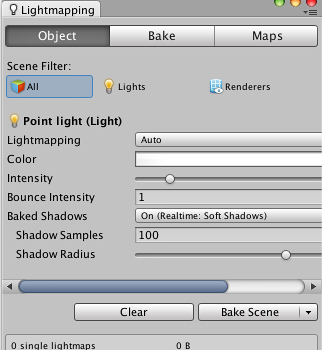 Lightmapping
Object Bake Maps
Scene Filter:
All Lights Renderers
Point light (Light)
Lightmapping Auto
Color
Intensity
Bounce Intensity 1
Baked Shadows On (Realtime: Soft Shadows)
Shadow Samples 100
Shadow Radius
Clear Bake Scene
0 single lightmaps 0 B